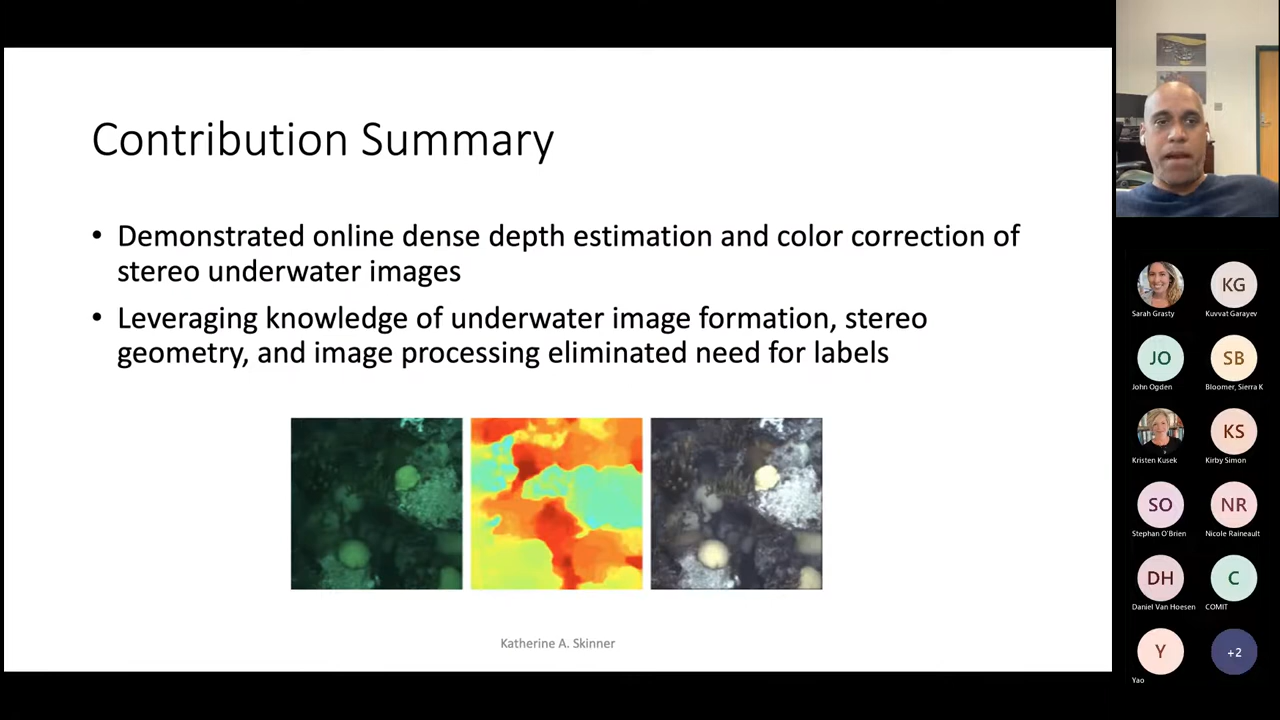 Contribution Summary
• Demonstrated online dense depth estimation and color correction of
stereo underwater images
• Leveraging knowledge of underwater image formation, stereo
geometry, and image processing eliminated need for labels
Katherine A. Skinner
Sarah Grasty
KG
Kuvvat Garayev
JO
John Ogden
SB
Bloomer, Sierra K
Kristen Kusek
KS
Kirby Simon
SO
Stephan O'Brien
NR
Nicole Raineault
DH
Daniel Van Hoesen
C
COMIT
Y
Yao
+2